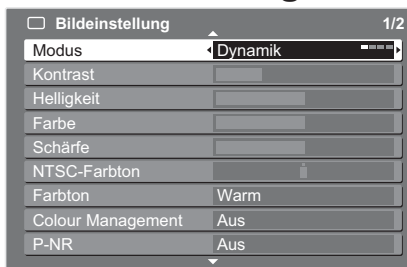 Bildeinstellung 1/2
Modus Dynamik
Kontrast
Helligkeit
Farbe
Schärfe
NTSC-Farbton
Farbton Warm
Colour Management Aus
P-NR Aus